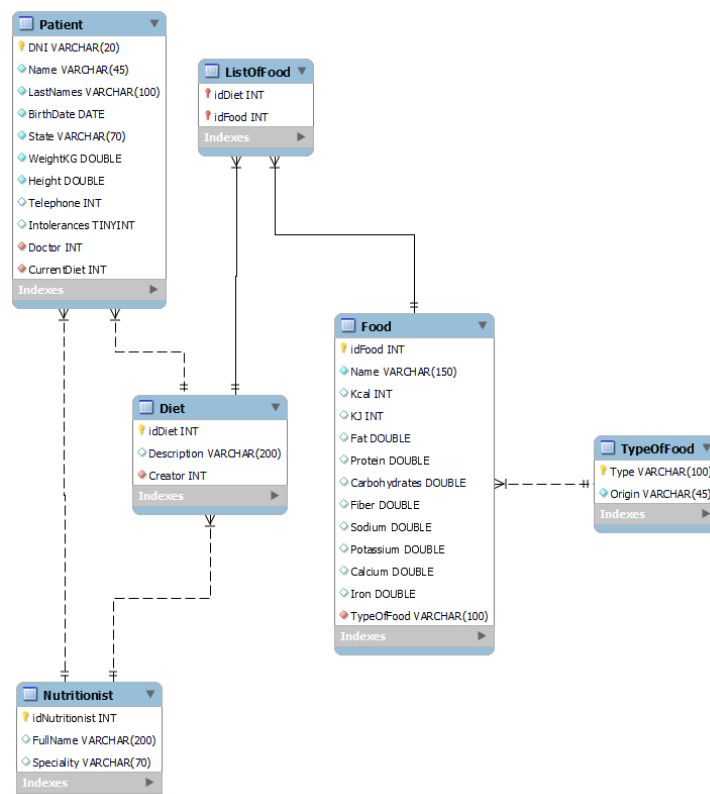 Patient
DNI VARCHAR(20)
Name VARCHAR(45)
LastNames VARCHAR(100)
BirthDate DATE
State VARCHAR(70)
WeightKG DOUBLE
Height DOUBLE
Telephone INT
Intolerances TINYINT
Doctor INT
CurrentDiet INT
Indexes
ListOfFood
idDiet INT
idFood INT
Indexes
Food
idFood INT
Name VARCHAR(150)
Kcal INT
KJ INT
Fat DOUBLE
Protein DOUBLE
Carbohydrates DOUBLE
Fiber DOUBLE
Sodium DOUBLE
Potassium DOUBLE
Calcium DOUBLE
Iron DOUBLE
TypeOfFood VARCHAR(100)
Indexes
Diet
idDiet INT
Description VARCHAR(200)
Creator INT
Indexes
TypeOfFood
Type VARCHAR(100)
Origin VARCHAR(45)
Indexes
Nutritionist
idNutritionist INT
FullName VARCHAR(200)
Speciality VARCHAR(70)
Indexes